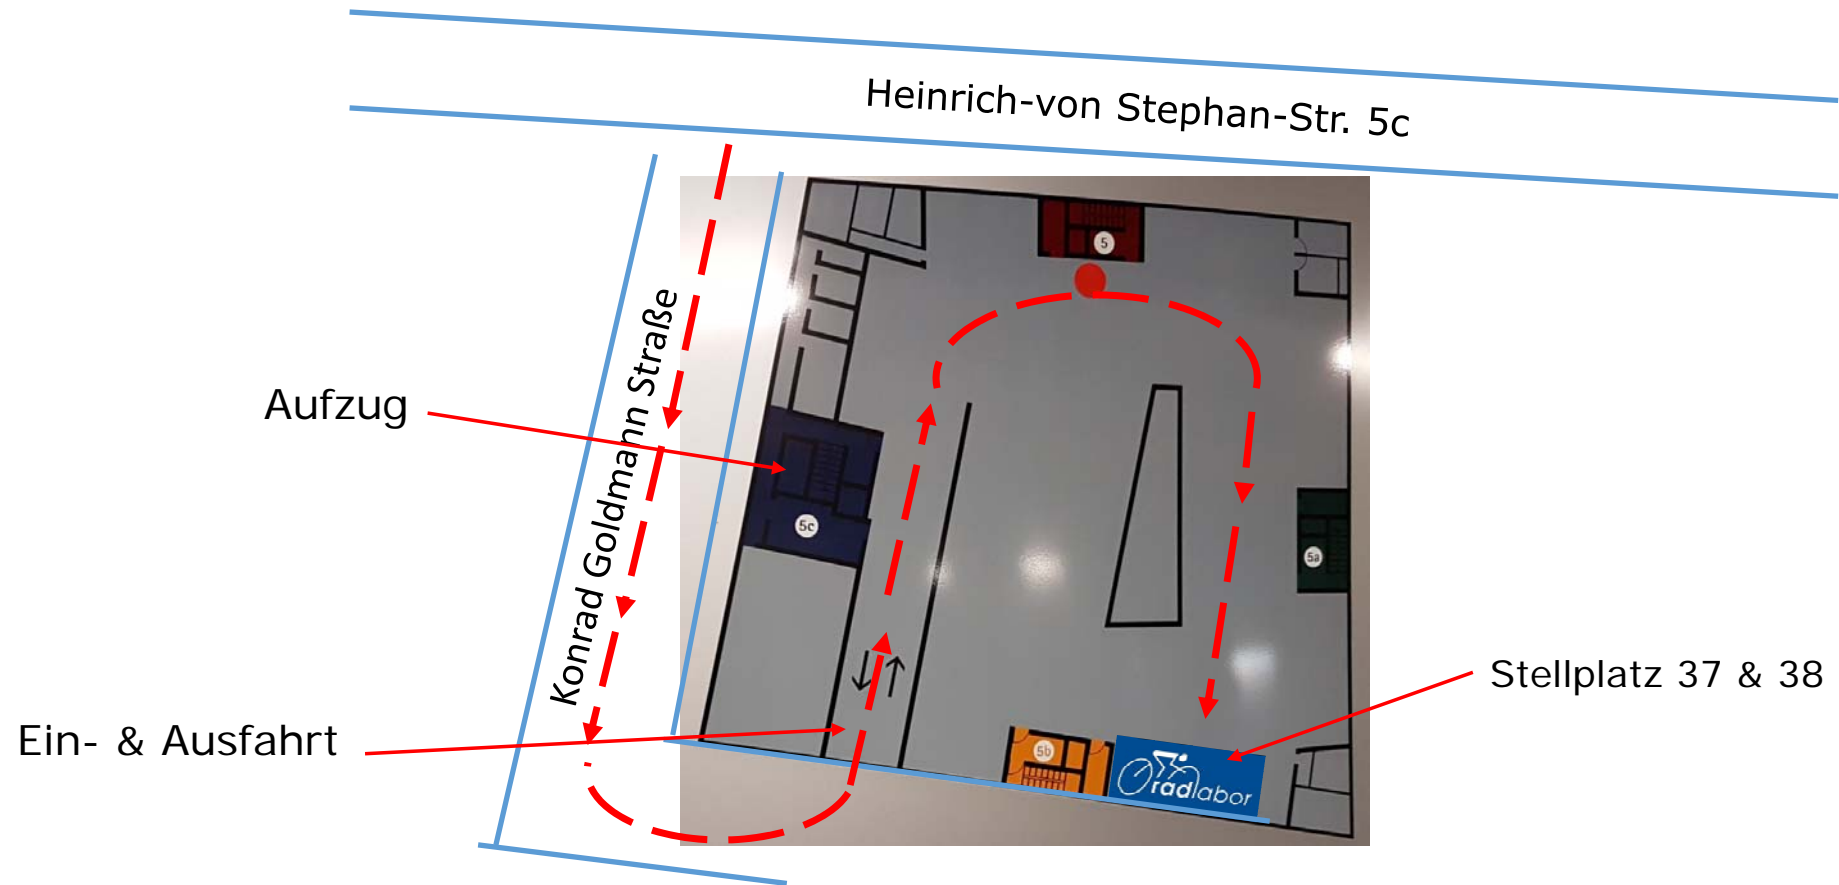 Heinrich-von Stephan-Str. 5c
5
Konrad Goldmann Straße
Aufzug
5c
5a
Stellplatz 37 & 38
Ein- & Ausfahrt
5b
radlabor